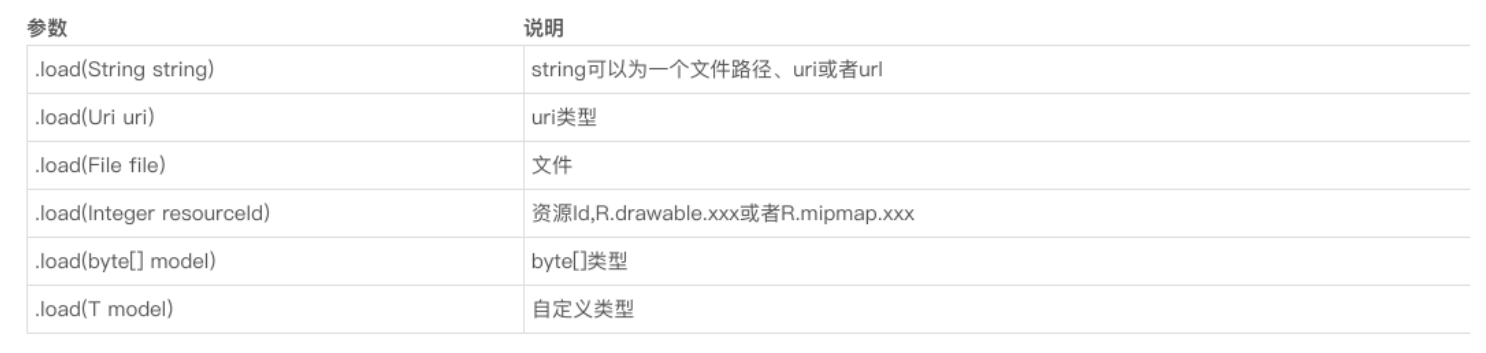 参数 说明
.load(String string) string可以为一个文件路径、uri或者url
.load(Uri uri) uri类型
.load(File file) 文件
.load(Integer resourceId) 资源Id,R.drawable.xxx或者R.mipmap.xxx
.load(byte[] model) byte[]类型
.load(T model) 自定义类型